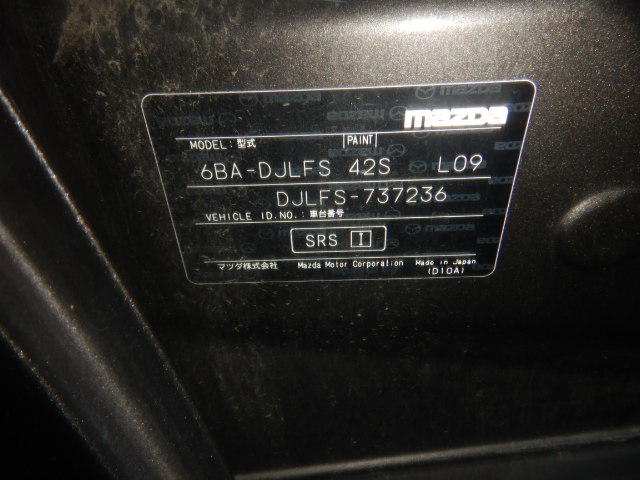 mazda
MODEL: 型式 PAINT
6BA-DJLFS 42S L09
DJLFS-737236
VEHICLE ID.NO.: 車台番号
SRS I
マツダ株式会社 Mazda Motor Corporation Made in Japan
(D10A)